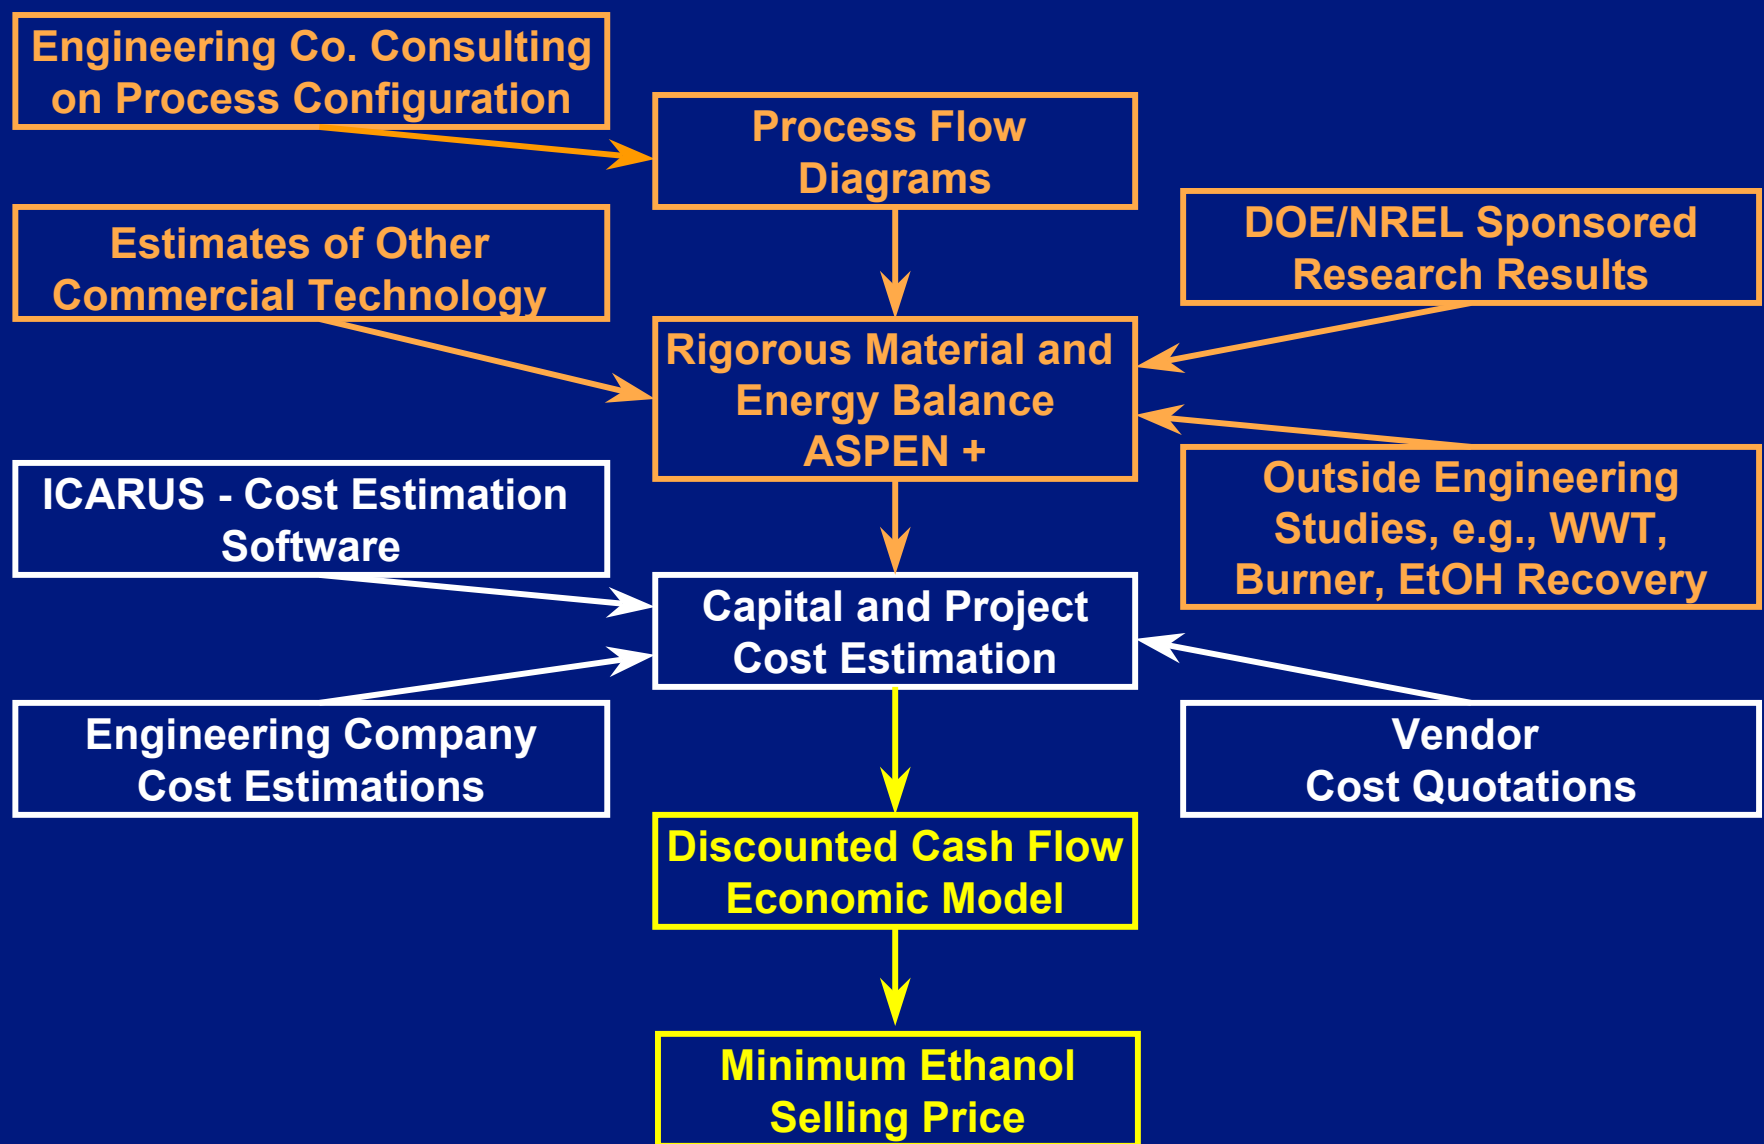 Engineering Co. Consulting
on Process Configuration
Process Flow
Diagrams
Estimates of Other
Commercial Technology
DOE/NREL Sponsored
Research Results
Rigorous Material and
Energy Balance
ASPEN +
ICARUS - Cost Estimation
Software
Outside Engineering
Studies, e.g., WWT,
Burner, EtOH Recovery
Capital and Project
Cost Estimation
Engineering Company
Cost Estimations
Vendor
Cost Quotations
Discounted Cash Flow
Economic Model
Minimum Ethanol
Selling Price